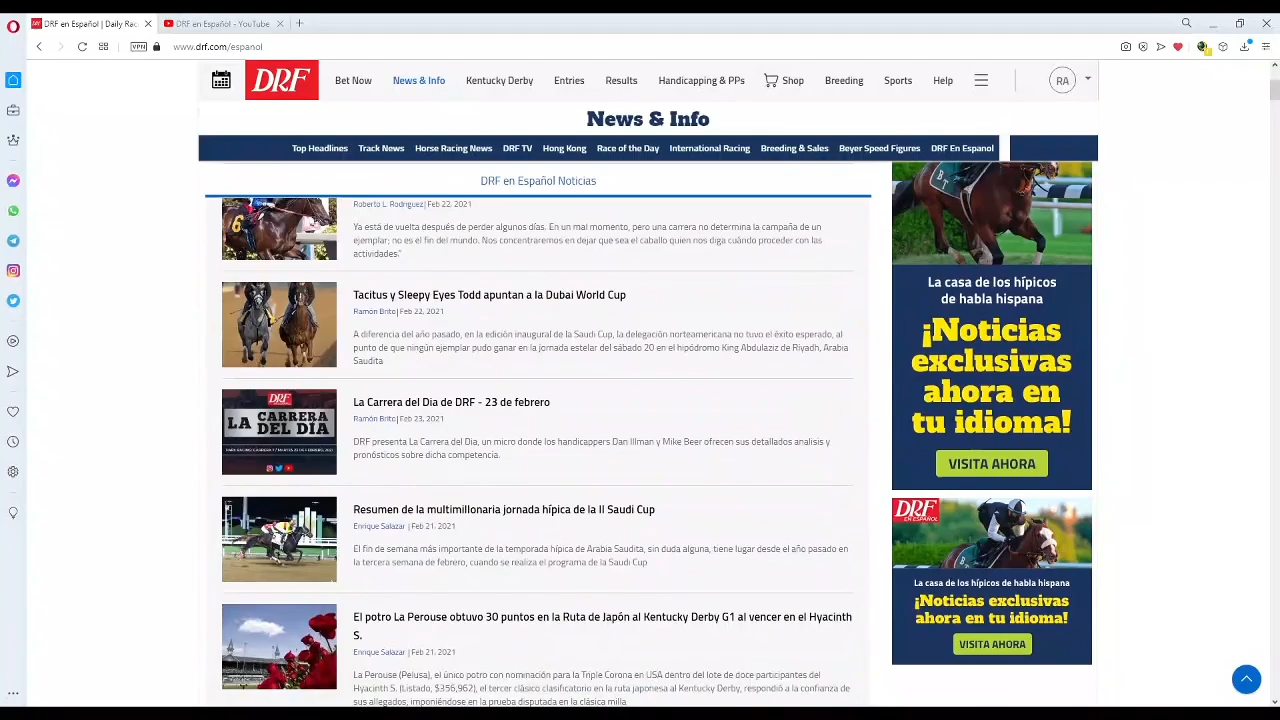 DRF en Español | Daily Rac
DRF en Español - YouTube
VPN
www.drf.com/espanol
DRF
Bet Now
News & Info
Kentucky Derby
Entries
Results
Handicapping & PPs
Shop
Breeding
Sports
Help
RA
News & Info
Top Headlines
Track News
Horse Racing News
DRF TV
Hong Kong
Race of the Day
International Racing
Breeding & Sales
Beyer Speed Figures
DRF En Espanol
DRF en Español Noticias
Roberto L. Rodriguez| Feb 22, 2021
Ya está de vuelta después de perder algunos días. En un mal momento, pero una carrera no determina la campaña de un
ejemplar; no es el fin del mundo. Nos concentraremos en dejar que sea el caballo quien nos diga cuándo proceder con las
actividades."
6
Tacitus y Sleepy Eyes Todd apuntan a la Dubai World Cup
Ramón Brito| Feb 22, 2021
A diferencia del año pasado, en la edición inaugural de la Saudi Cup, la delegación norteamericana no tuvo el éxito esperado, al
punto de que ningún ejemplar pudo ganar en la jornada estelar del sábado 20 en el hipódromo King Abdulaziz de Riyadh, Arabia
Saudita
La Carrera del Dia de DRF - 23 de febrero
Ramón Brito| Feb 23, 2021
DRF presenta La Carrera del Dia, un micro donde los handicappers Dan Illman y Mike Beer ofrecen sus detallados analisis y
pronósticos sobre dicha competencia.
DRF
LA CARRERA
DEL DÍA
Resumen de la multimillonaria jornada hípica de la II Saudi Cup
Enrique Salazar | Feb 21, 2021
El fin de semana más importante de la temporada hípica de Arabia Saudita, sin duda alguna, tiene lugar desde el año pasado en
la tercera semana de febrero, cuando se realiza el programa de la Saudi Cup
El potro La Perouse obtuvo 30 puntos en la Ruta de Japón al Kentucky Derby G1 al vencer en el Hyacinth
S.
Enrique Salazar | Feb 21, 2021
La Perouse (Pelusa), el único potro con nominación para la Triple Corona en USA dentro del lote de doce participantes del
Hyacinth S. (Listado, $356,962), el tercer clásico clasificatorio en la ruta japonesa al Kentucky Derby, respondió a la confianza de
sus allegados, imponiéndose en la prueba disputada en la clásica milla
BT
La casa de los hípicos
de habla hispana
¡Noticias
exclusivas
ahora en
tu idioma!
VISITA AHORA
DRF
EN ESPAÑOL
La casa de los hípicos de habla hispana
¡Noticias exclusivas
ahora en tu idioma!
VISITA AHORA